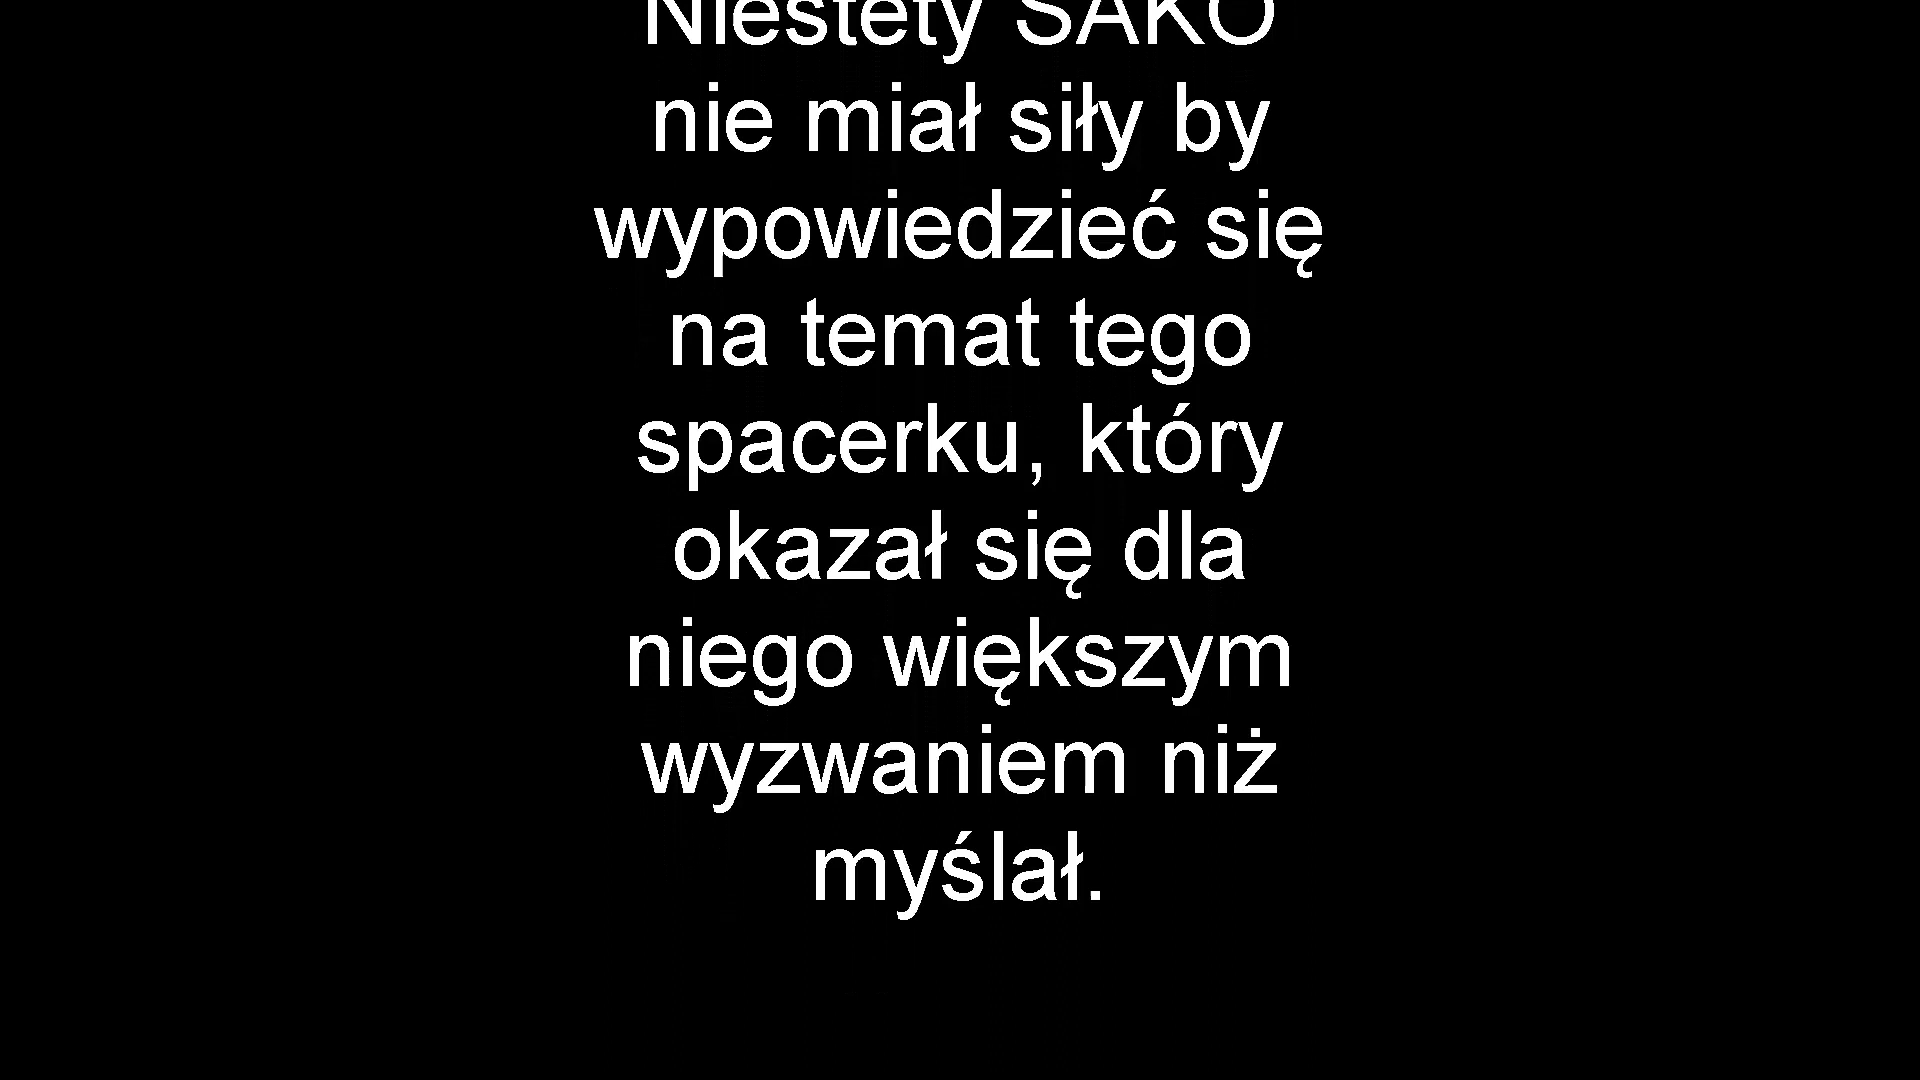 Niestety SAKO
nie miał siły by
wypowiedzieć się
na temat tego
spacerku, który
okazał się dla
niego większym
wyzwaniem niż
myślał.